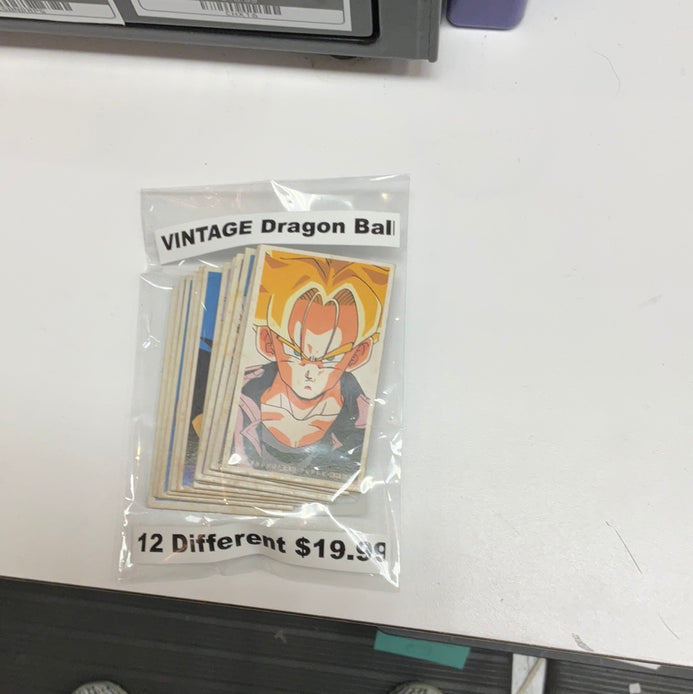 VINTAGE Dragon Ball
12 Different $19.99